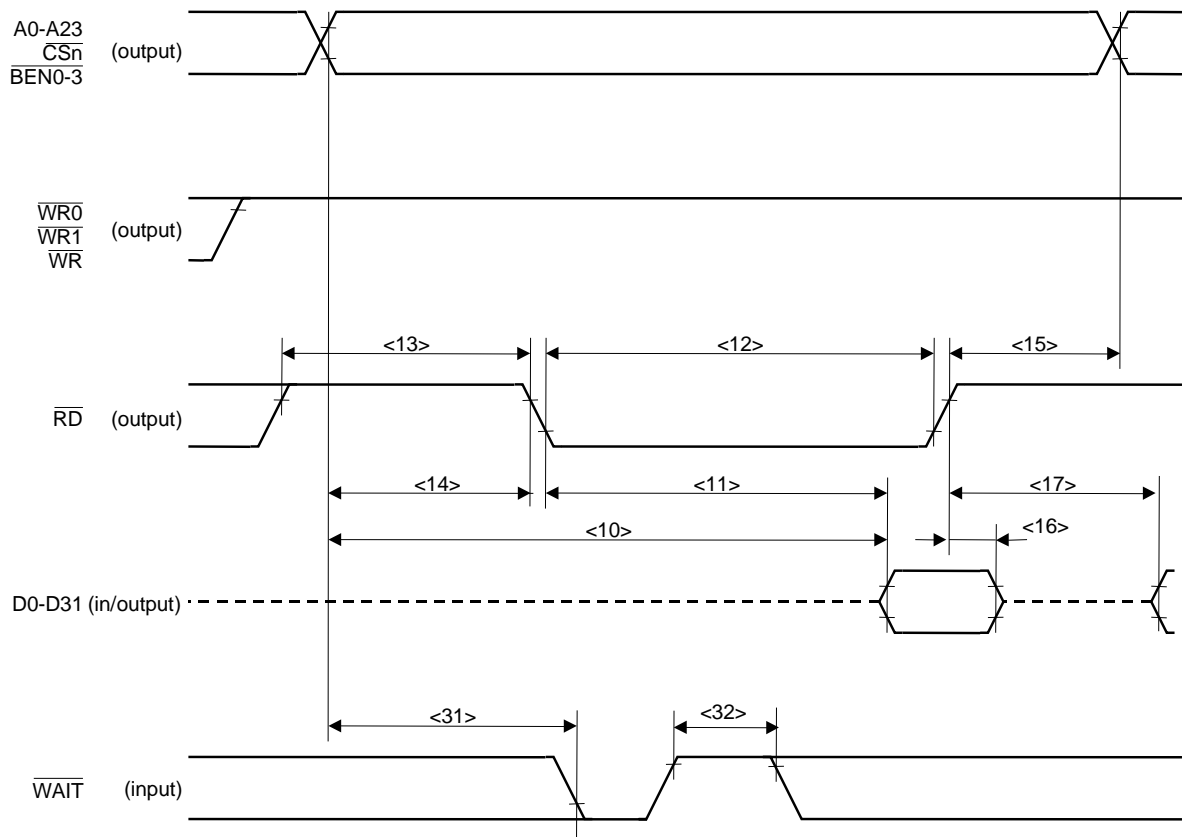 A0-A23
CSn (output)
BEN0-3
WR0
WR1 (output)
WR
<13> <12> <15>
RD (output)
<14> <11> <17>
<10> <16>
D0-D31 (in/output)
<31> <32>
WAIT (input)